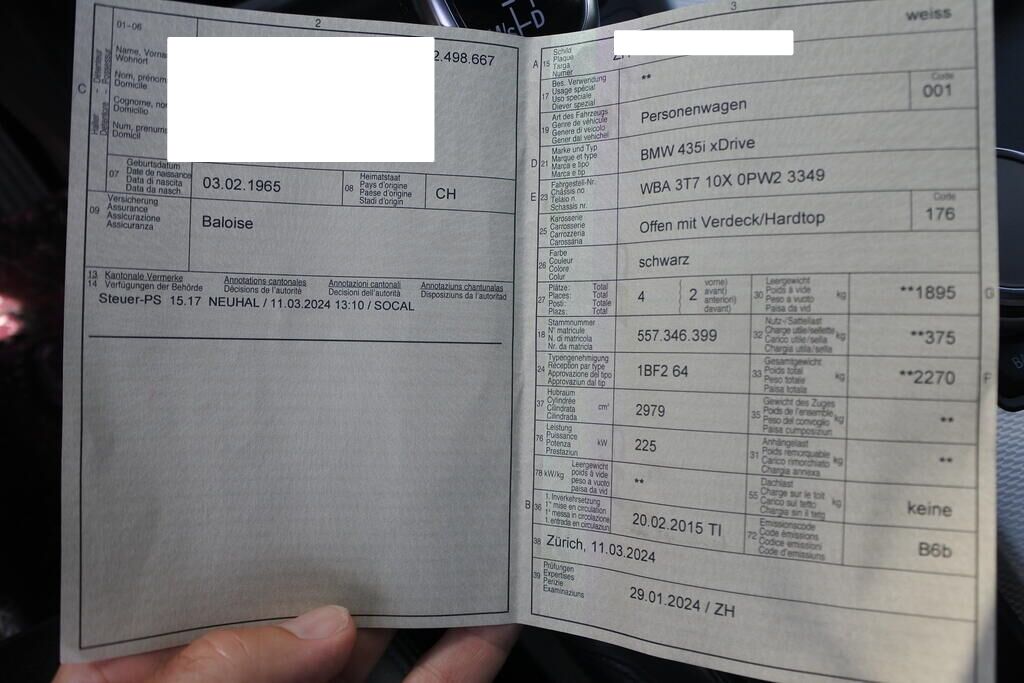 2
01-06
C
Halter - Détenteur
Detentore - Possessur
Name, Vorna
Wohnort
Nom, prénom
Domicile
Cognome, no
Domicilio
Num, prenums
Domicil
2.498.667
07
Geburtsdatum
Date de naissance
Data di nascita
Data da nasch.
03.02.1965
08
Heimatstaat
Pays d'origine
Paese d'origine
Stadi d'origin
CH
09
Versicherung
Assurance
Assicurazione
Assicuranza
Baloise
13 Kantonale Vermerke Annotations cantonales Annotazioni cantonali Annotaziuns chantunalas
14 Verfügungen der Behörde Décisions de l'autorité Decisioni dell'autorità Disposiziuns da l'autoritad
Steuer-PS 15.17 NEUHAL / 11.03.2024 13:10 / SOCAL
3
weiss
A 15
Schild
Plaque
Targa
Numer
ZH
17
Bes. Verwendung
Usage spécial
Uso speciale
Diever spezial
**
19
Art des Fahrzeugs
Genre de véhicule
Genere di veicolo
Gener dal vehichel
Personenwagen
Code
001
D 21
Marke und Typ
Marque et type
Marca e tipo
Marca e tip
BMW 435i xDrive
E 23
Fahrgestell-Nr.
Châssis no
Telaio n.
Schassis nr.
WBA 3T7 10X 0PW2 3349
25
Karosserie
Carrosserie
Carrozzeria
Carossaria
Offen mit Verdeck/Hardtop
Code
176
26
Farbe
Couleur
Colore
Colur
schwarz
27
Plätze: Total
Places: Total
Posti: Totale
Plazs: Total
4
2
vorne)
avant)
anteriori)
davant)
30
Leergewicht
Poids à vide
Peso a vuoto
Paisa da vid
kg
**1895
G
18
Stammnummer
N° matricule
N. di matricola
Nr. da matricla
557.346.399
32
Nutz-/Sattellast
Charge utile/sellette
Carico utile/sella
Chargia utila/sella
kg
**375
24
Typengenehmigung
Réception par type
Approvazione del tipo
Approvaziun dal tip
1BF2 64
33
Gesamtgewicht
Poids total
Peso totale
Paisa totala
kg
**2270
F
37
Hubraum
Cylindrée
Cilindrata
Cilindrada
cm³
2979
35
Gewicht des Zuges
Poids de l'ensemble
Peso del convoglio
Paisa cumposiziun
kg
**
76
Leistung
Puissance
Potenza
Prestaziun
kW
225
31
Anhängelast
Poids remorquable
Carico rimorchiato
Chargia annexa
kg
**
78 kW/kg
Leergewicht
poids à vide
peso a vuoto
paisa da vid
**
55
Dachlast
Charge sur le toit
Carico sul tetto
Chargia sin il tetg
kg
keine
B 36
1. Inverkehrsetzung
1re mise en circulation
1a messa in circolazione
1. entrada en circulaziun
20.02.2015 TI
72
Emissionscode
Code émissions
Codice emissioni
Code d'emissiuns
B6b
38 Zürich, 11.03.2024
39
Prüfungen
Expertises
Perizie
Examinaziuns
29.01.2024 / ZH